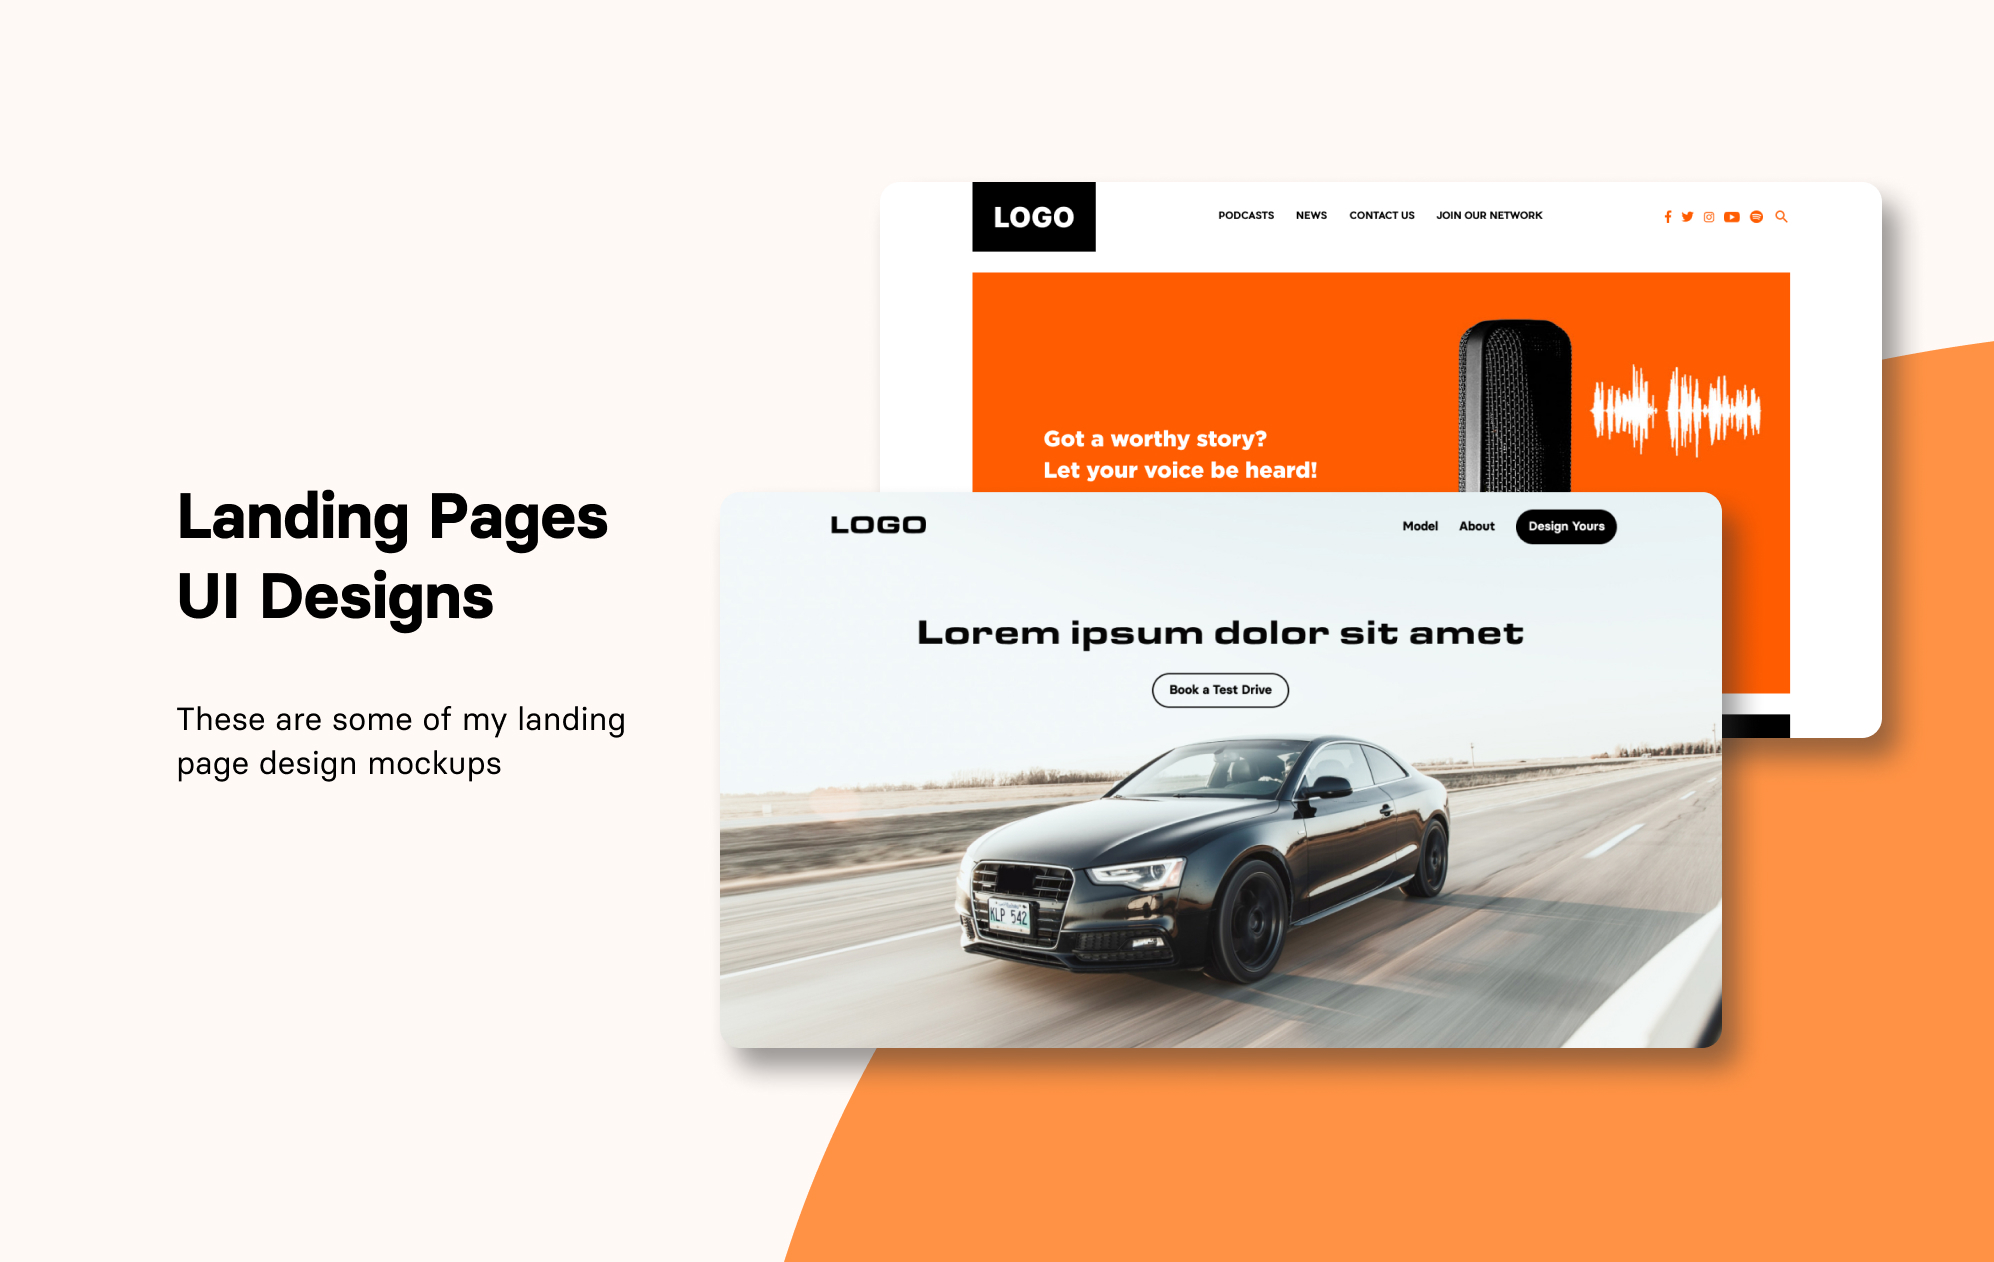 Landing Pages
UI Designs
These are some of my landing
page design mockups
LOGO
PODCASTS NEWS CONTACT US JOIN OUR NETWORK
Got a worthy story?
Let your voice be heard!
LOGO
Model About Design Yours
Lorem ipsum dolor sit amet
Book a Test Drive
KLP 542